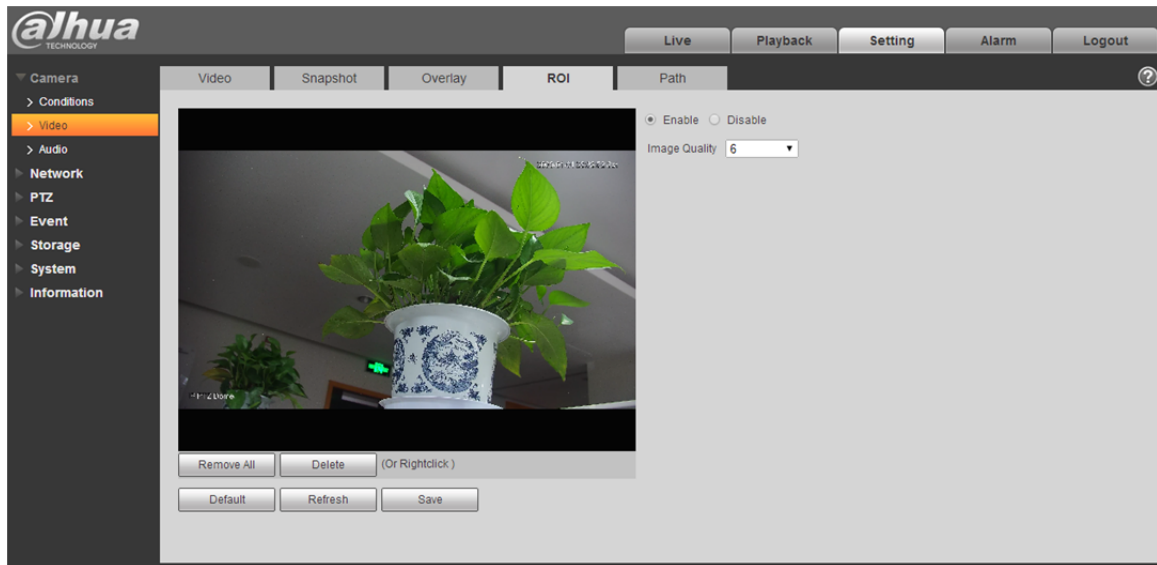 alhua
TECHNOLOGY
Live Playback Setting Alarm Logout
Camera
Conditions
Video
Audio
Network
PTZ
Event
Storage
System
Information
Video Snapshot Overlay ROI Path
?
Enable Disable
Image Quality 6
Remove All Delete (Or Rightclick )
Default Refresh Save